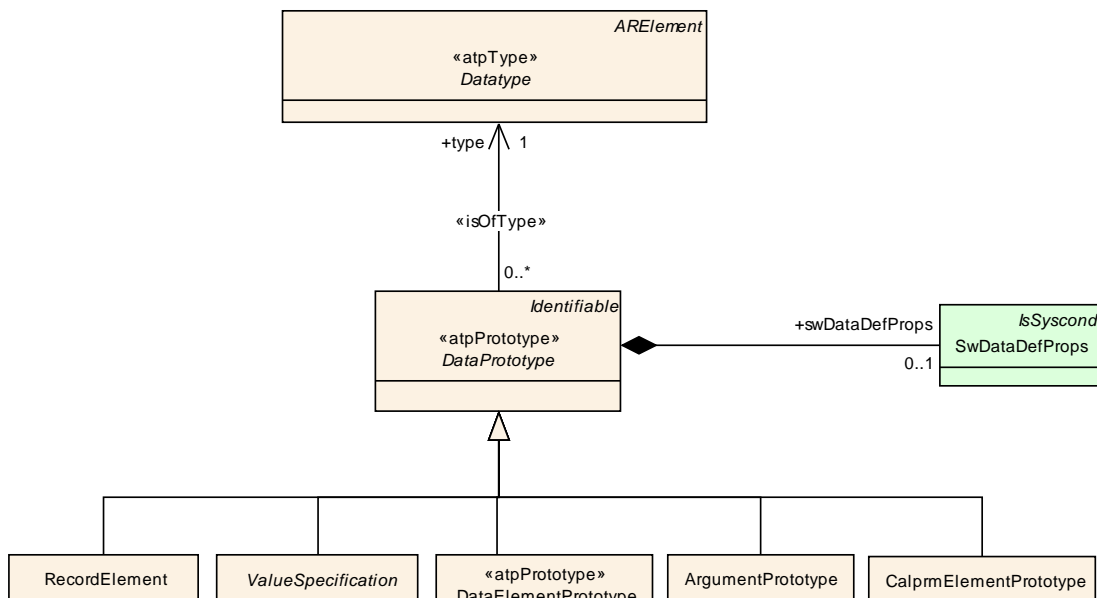 ARElement
«atpType»
Datatype
+type 1
«isOfType»
0..*
Identifiable
«atpPrototype»
DataPrototype
+swDataDefProps
0..1
IsSyscond
SwDataDefProps
RecordElement
ValueSpecification
«atpPrototype»
DataElementPrototype
ArgumentPrototype
CalprmElementPrototype